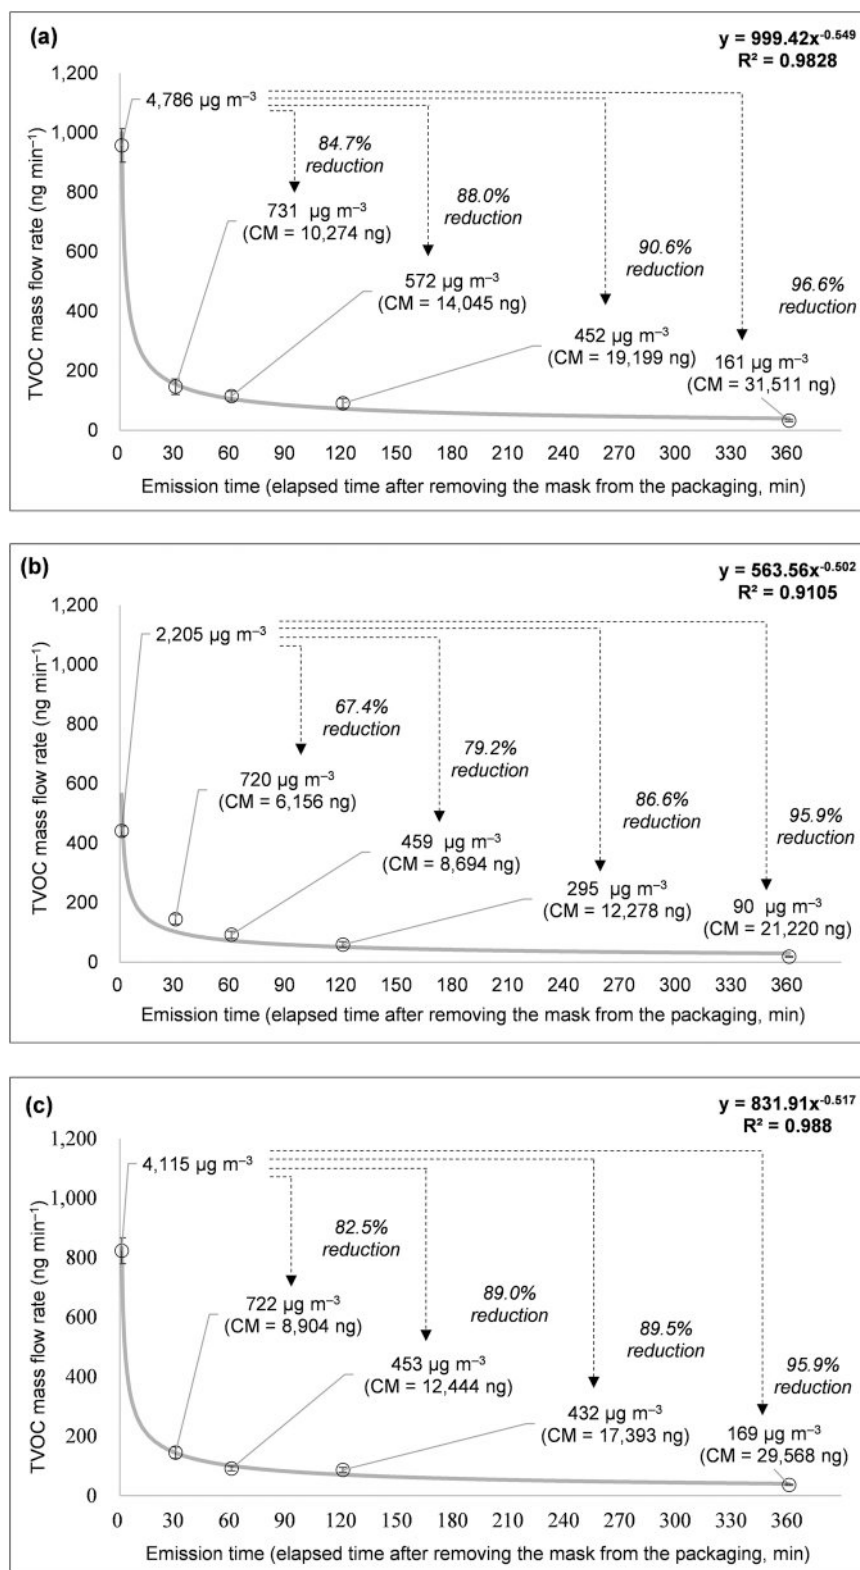 (a)
y = 999.42x⁻⁰·⁵⁴⁹
R² = 0.9828
TVOC mass flow rate (ng min⁻¹)
1,200
1,000
800
600
400
200
0
4,786 µg m⁻³
84.7%
reduction
88.0%
reduction
90.6%
reduction
96.6%
reduction
731 µg m⁻³
(CM = 10,274 ng)
572 µg m⁻³
(CM = 14,045 ng)
452 µg m⁻³
(CM = 19,199 ng)
161 µg m⁻³
(CM = 31,511 ng)
0 30 60 90 120 150 180 210 240 270 300 330 360
Emission time (elapsed time after removing the mask from the packaging, min)
(b)
y = 563.56x⁻⁰·⁵⁰²
R² = 0.9105
TVOC mass flow rate (ng min⁻¹)
1,200
1,000
800
600
400
200
0
2,205 µg m⁻³
67.4%
reduction
79.2%
reduction
86.6%
reduction
95.9%
reduction
720 µg m⁻³
(CM = 6,156 ng)
459 µg m⁻³
(CM = 8,694 ng)
295 µg m⁻³
(CM = 12,278 ng)
90 µg m⁻³
(CM = 21,220 ng)
0 30 60 90 120 150 180 210 240 270 300 330 360
Emission time (elapsed time after removing the mask from the packaging, min)
(c)
y = 831.91x⁻⁰·⁵¹⁷
R² = 0.988
TVOC mass flow rate (ng min⁻¹)
1,200
1,000
800
600
400
200
0
4,115 µg m⁻³
82.5%
reduction
89.0%
reduction
89.5%
reduction
95.9%
reduction
722 µg m⁻³
(CM = 8,904 ng)
453 µg m⁻³
(CM = 12,444 ng)
432 µg m⁻³
(CM = 17,393 ng)
169 µg m⁻³
(CM = 29,568 ng)
0 30 60 90 120 150 180 210 240 270 300 330 360
Emission time (elapsed time after removing the mask from the packaging, min)